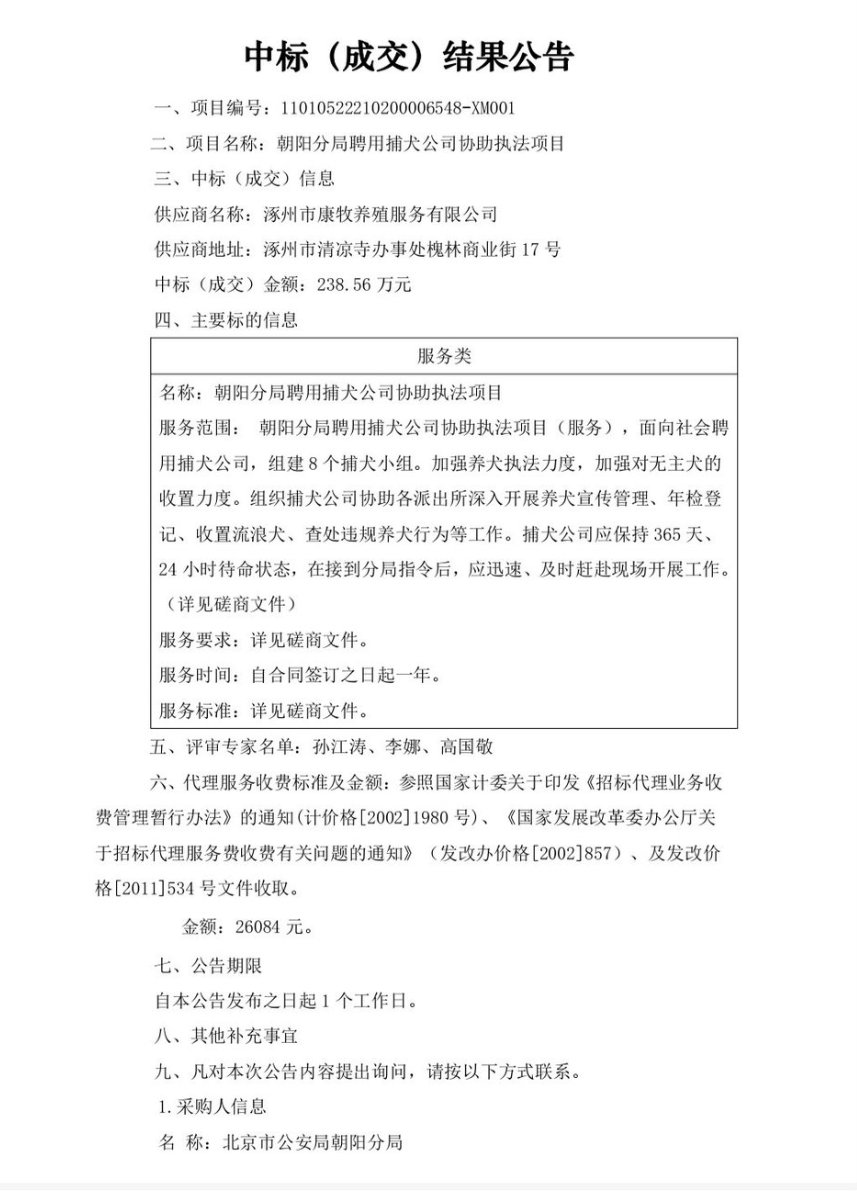 中标（成交）结果公告
一、项目编号：11010522210200006548-XM001
二、项目名称：朝阳分局聘用捕犬公司协助执法项目
三、中标（成交）信息
供应商名称：涿州市康牧养殖服务有限公司
供应商地址：涿州市清凉寺办事处槐林商业街 17 号
中标（成交）金额：238.56 万元
四、主要标的信息
服务类
名称：朝阳分局聘用捕犬公司协助执法项目
服务范围： 朝阳分局聘用捕犬公司协助执法项目（服务），面向社会聘
用捕犬公司，组建 8 个捕犬小组。加强养犬执法力度，加强对无主犬的
收置力度。组织捕犬公司协助各派出所深入开展养犬宣传管理、年检登
记、收置流浪犬、查处违规养犬行为等工作。捕犬公司应保持 365 天、
24 小时待命状态，在接到分局指令后，应迅速、及时赶赴现场开展工作。
（详见磋商文件）
服务要求：详见磋商文件。
服务时间：自合同签订之日起一年。
服务标准：详见磋商文件。
五、评审专家名单：孙江涛、李娜、高国敬
六、代理服务收费标准及金额：参照国家计委关于印发《招标代理业务收
费管理暂行办法》的通知(计价格[2002]1980 号)、《国家发展改革委办公厅关
于招标代理服务费收费有关问题的通知》（发改办价格[2002]857）、及发改价
格[2011]534 号文件收取。
金额：26084 元。
七、公告期限
自本公告发布之日起 1 个工作日。
八、其他补充事宜
九、凡对本次公告内容提出询问，请按以下方式联系。
1.采购人信息
名 称：北京市公安局朝阳分局